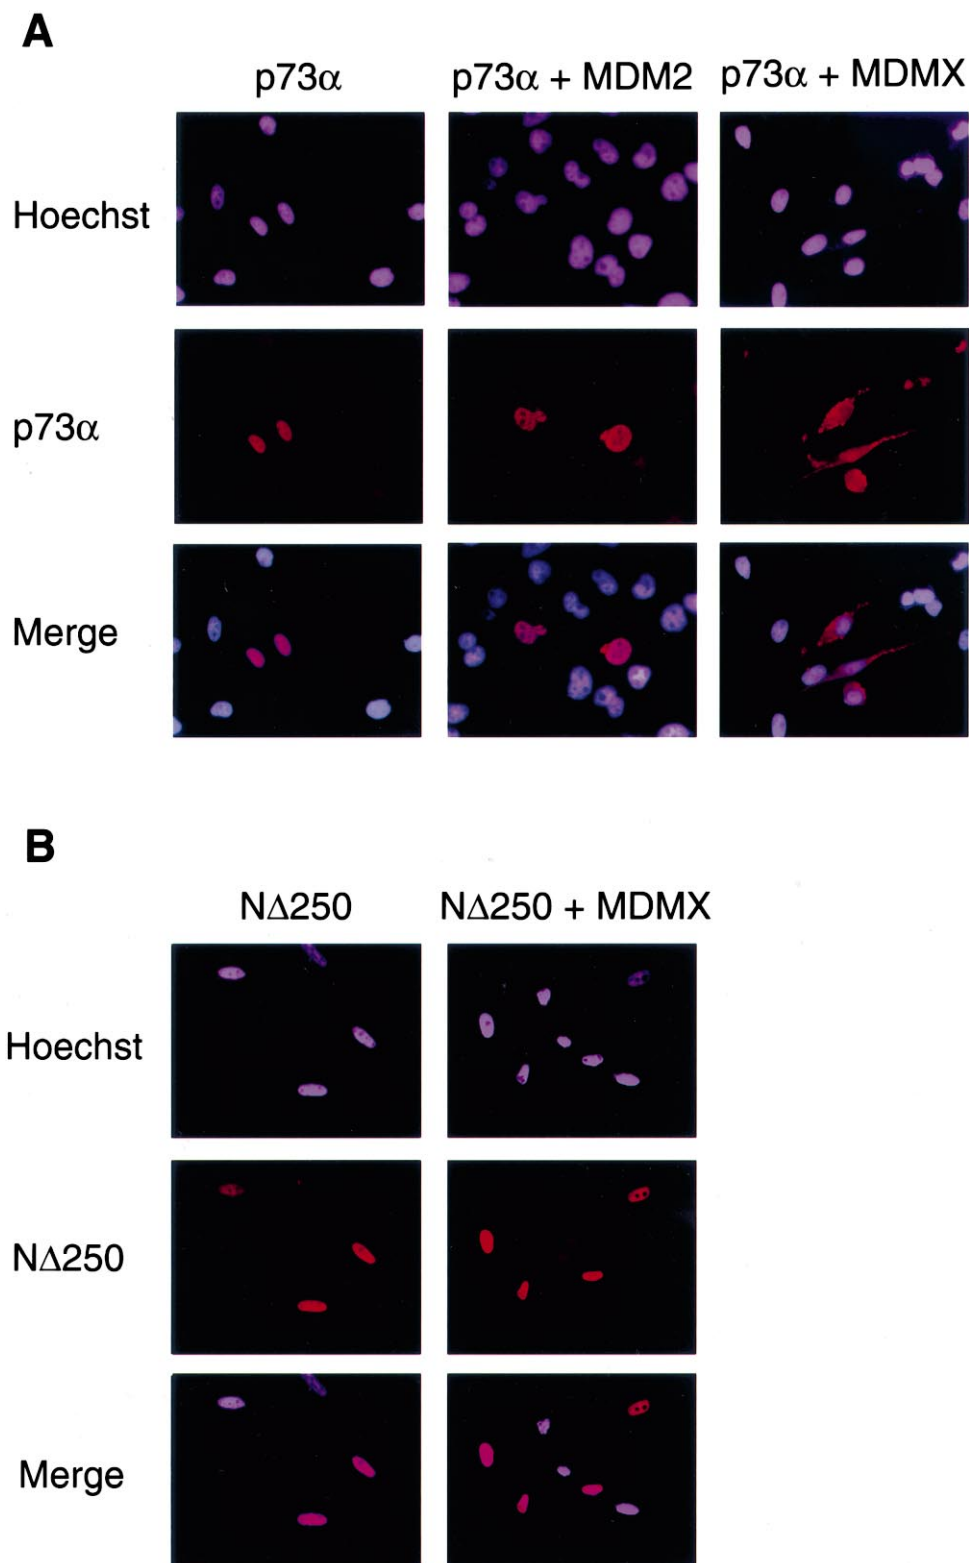 A
p73α p73α + MDM2 p73α + MDMX
Hoechst
p73α
Merge
B
NΔ250 NΔ250 + MDMX
Hoechst
NΔ250
Merge